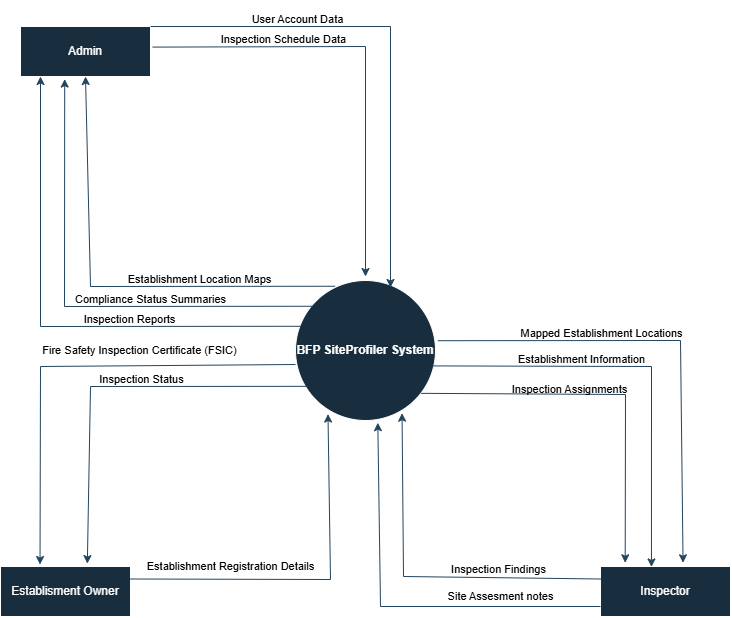 User Account Data
Inspection Schedule Data
Admin
Establishment Location Maps
Compliance Status Summaries
Inspection Reports
BFP SiteProfiler System
Mapped Establishment Locations
Fire Safety Inspection Certificate (FSIC)
Establishment Information
Inspection Status
Inspection Assignments
Establishment Registration Details
Inspection Findings
Establisment Owner
Inspector
Site Assesment notes